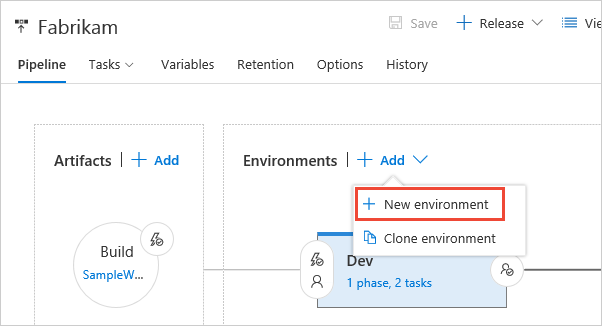 Fabrikam
Save
Release
Vie
Pipeline Tasks Variables Retention Options History
Artifacts | + Add
Environments | + Add
+ New environment
Clone environment
Build
SampleW...
Dev
1 phase, 2 tasks